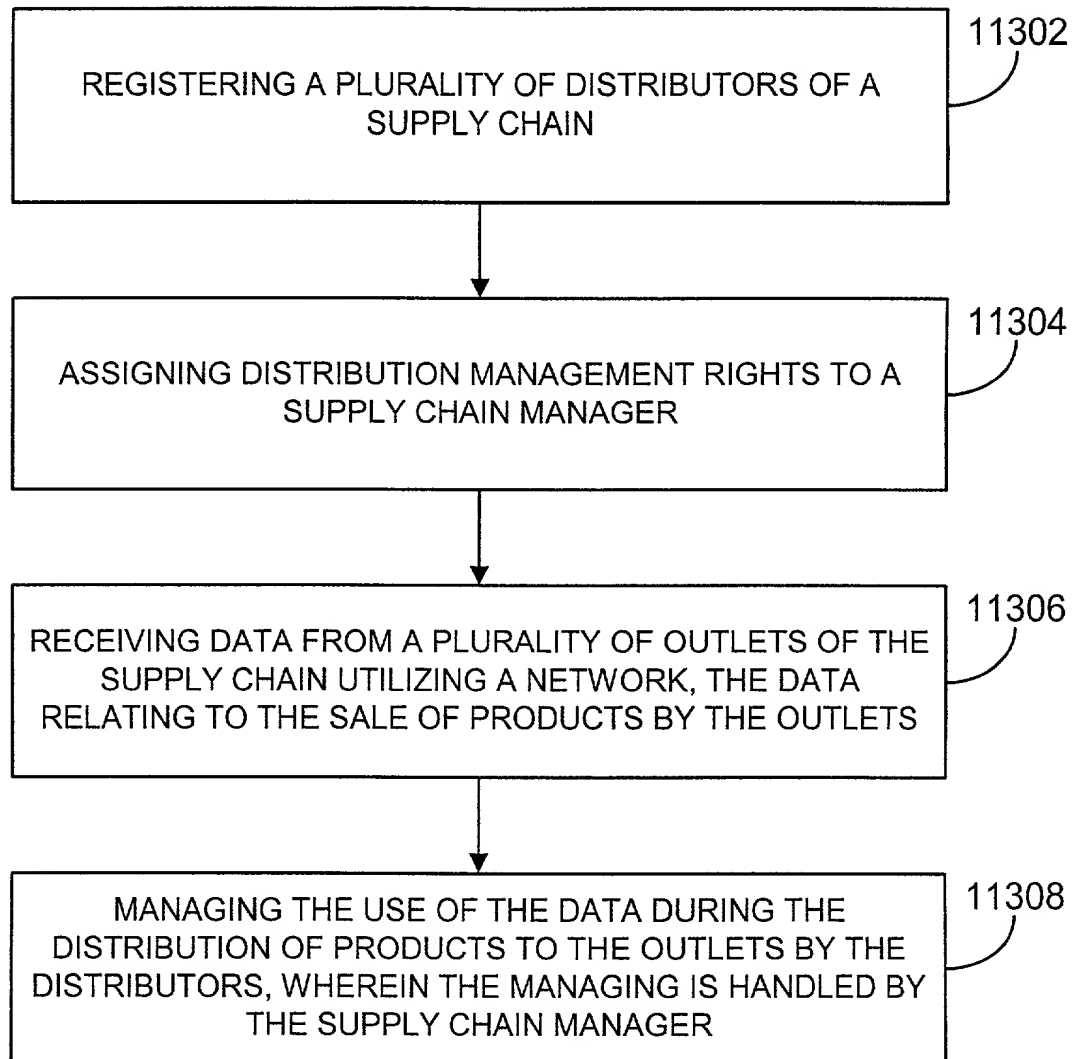 11302
REGISTERING A PLURALITY OF DISTRIBUTORS OF A
SUPPLY CHAIN
11304
ASSIGNING DISTRIBUTION MANAGEMENT RIGHTS TO A
SUPPLY CHAIN MANAGER
11306
RECEIVING DATA FROM A PLURALITY OF OUTLETS OF THE
SUPPLY CHAIN UTILIZING A NETWORK, THE DATA
RELATING TO THE SALE OF PRODUCTS BY THE OUTLETS
11308
MANAGING THE USE OF THE DATA DURING THE
DISTRIBUTION OF PRODUCTS TO THE OUTLETS BY THE
DISTRIBUTORS, WHEREIN THE MANAGING IS HANDLED BY
THE SUPPLY CHAIN MANAGER